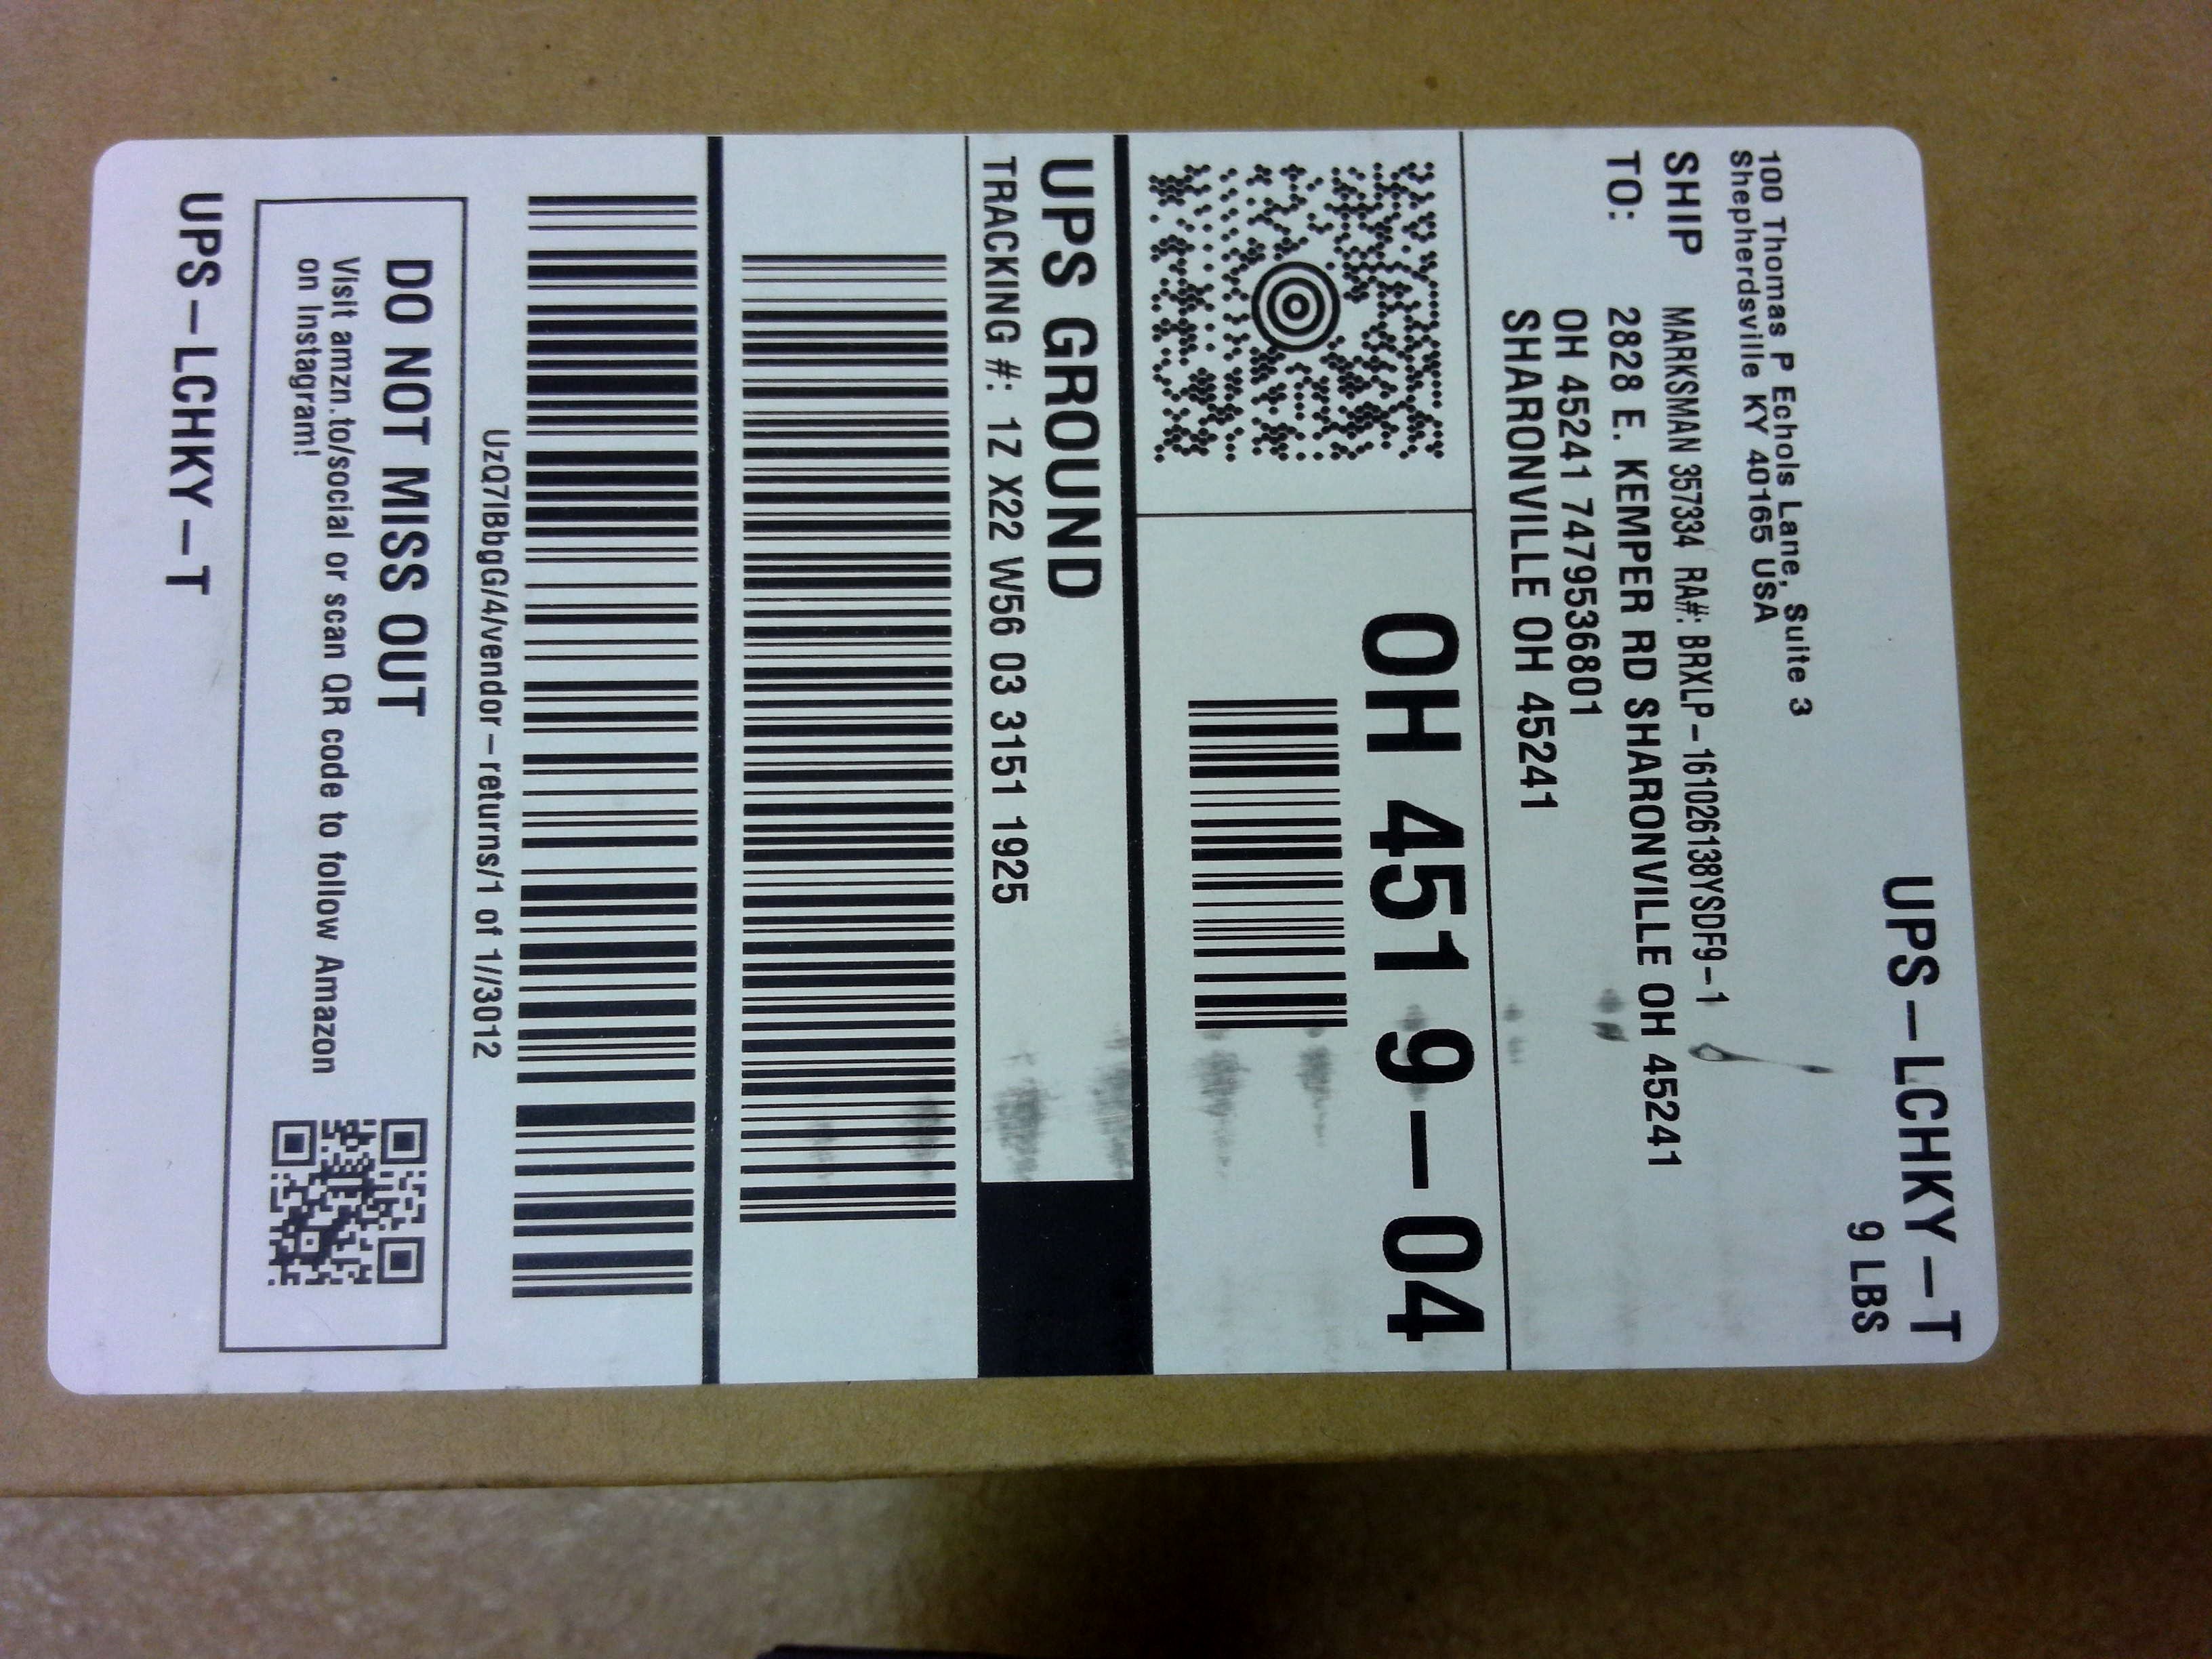 UPS-LCHKY-T
9 LBS
100 Thomas P Echols Lane, Suite 3
Shepherdsville KY 40165 USA
SHIP MARKSMAN 357334 RA#: BRXLP-161026138YSDF9-1
TO: 2828 E. KEMPER RD SHARONVILLE OH 45241
OH 45241 7479536801
SHARONVILLE OH 45241
OH 451 9-04
UPS GROUND
TRACKING #: 1Z X22 W56 03 3151 1925
UzQ7lBbgG/4/vendor-returns/1 of 1//3012
DO NOT MISS OUT
Visit amzn.to/social or scan QR code to follow Amazon
on Instagram!
UPS-LCHKY-T